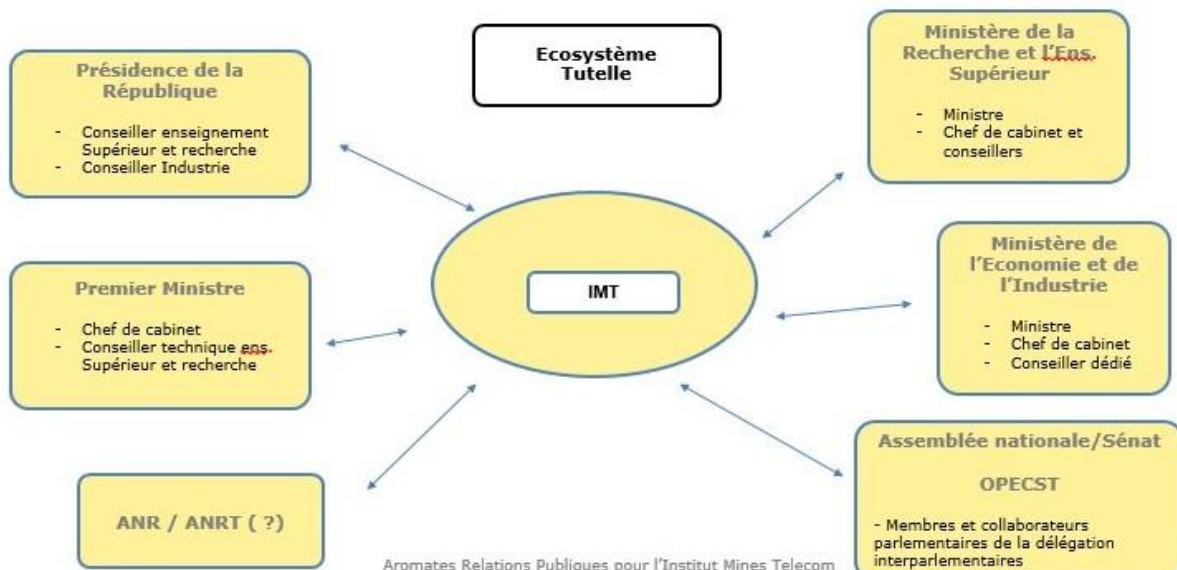 Ecosystème
Tutelle
Présidence de la
République
- Conseiller enseignement
Supérieur et recherche
- Conseiller Industrie
Ministère de la
Recherche et l'Ens.
Supérieur
- Ministre
- Chef de cabinet et
conseillers
IMT
Premier Ministre
- Chef de cabinet
- Conseiller technique ens.
Supérieur et recherche
Ministère de
l'Economie et de
l'Industrie
- Ministre
- Chef de cabinet
- Conseiller dédié
ANR / ANRT ( ?)
Assemblée nationale/Sénat
OPECST
- Membres et collaborateurs
parlementaires de la délégation
interparlementaires
Aromates Relations Publiques pour l'Institut Mines Telecom